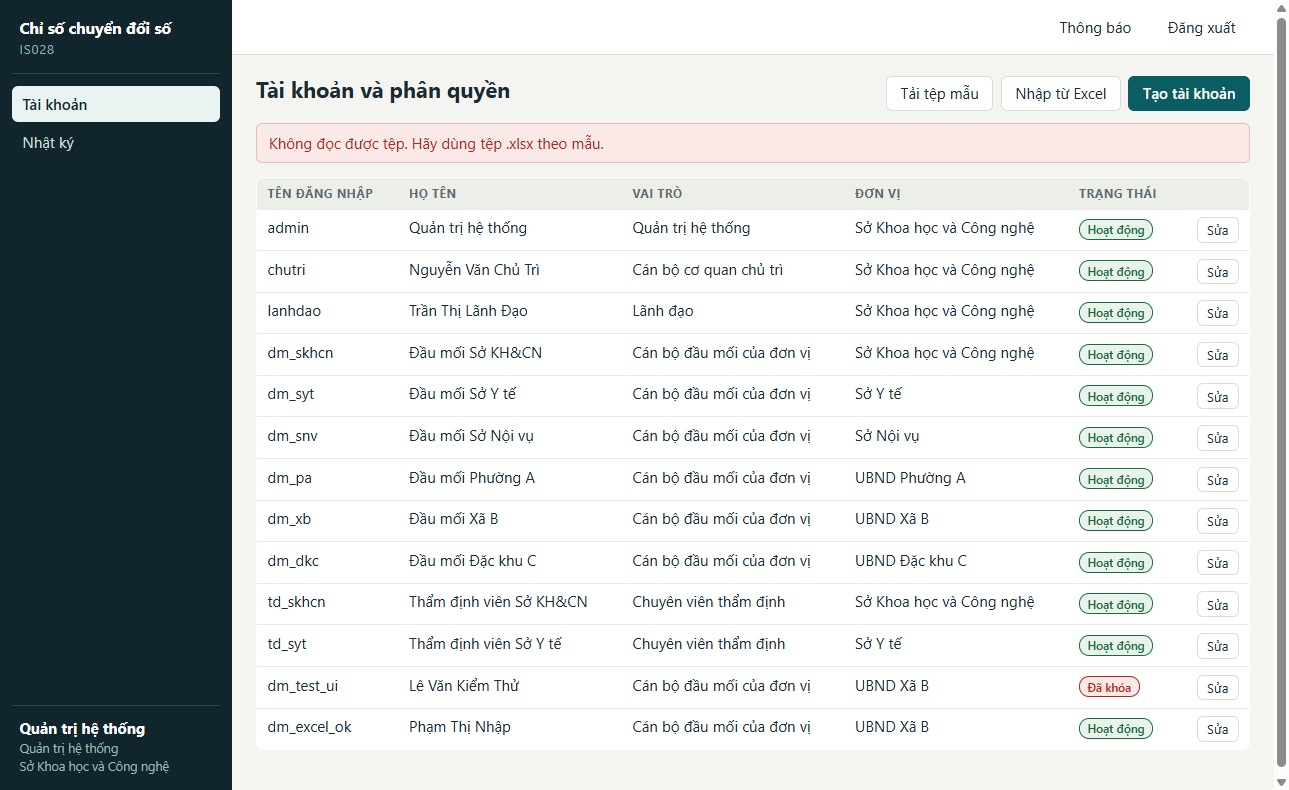 Chỉ số chuyển đổi số
IS028
Tài khoản
Nhật ký
Quản trị hệ thống
Quản trị hệ thống
Sở Khoa học và Công nghệ
Thông báo Đăng xuất
Tài khoản và phân quyền
Tải tệp mẫu Nhập từ Excel Tạo tài khoản
Không đọc được tệp. Hãy dùng tệp .xlsx theo mẫu.
TÊN ĐĂNG NHẬP HỌ TÊN VAI TRÒ ĐƠN VỊ TRẠNG THÁI
admin Quản trị hệ thống Quản trị hệ thống Sở Khoa học và Công nghệ Hoạt động Sửa
chutri Nguyễn Văn Chủ Trì Cán bộ cơ quan chủ trì Sở Khoa học và Công nghệ Hoạt động Sửa
lanhdao Trần Thị Lãnh Đạo Lãnh đạo Sở Khoa học và Công nghệ Hoạt động Sửa
dm_skhcn Đầu mối Sở KH&CN Cán bộ đầu mối của đơn vị Sở Khoa học và Công nghệ Hoạt động Sửa
dm_syt Đầu mối Sở Y tế Cán bộ đầu mối của đơn vị Sở Y tế Hoạt động Sửa
dm_snv Đầu mối Sở Nội vụ Cán bộ đầu mối của đơn vị Sở Nội vụ Hoạt động Sửa
dm_pa Đầu mối Phường A Cán bộ đầu mối của đơn vị UBND Phường A Hoạt động Sửa
dm_xb Đầu mối Xã B Cán bộ đầu mối của đơn vị UBND Xã B Hoạt động Sửa
dm_dkc Đầu mối Đặc khu C Cán bộ đầu mối của đơn vị UBND Đặc khu C Hoạt động Sửa
td_skhcn Thẩm định viên Sở KH&CN Chuyên viên thẩm định Sở Khoa học và Công nghệ Hoạt động Sửa
td_syt Thẩm định viên Sở Y tế Chuyên viên thẩm định Sở Y tế Hoạt động Sửa
dm_test_ui Lê Văn Kiểm Thử Cán bộ đầu mối của đơn vị UBND Xã B Đã khóa Sửa
dm_excel_ok Phạm Thị Nhập Cán bộ đầu mối của đơn vị UBND Xã B Hoạt động Sửa